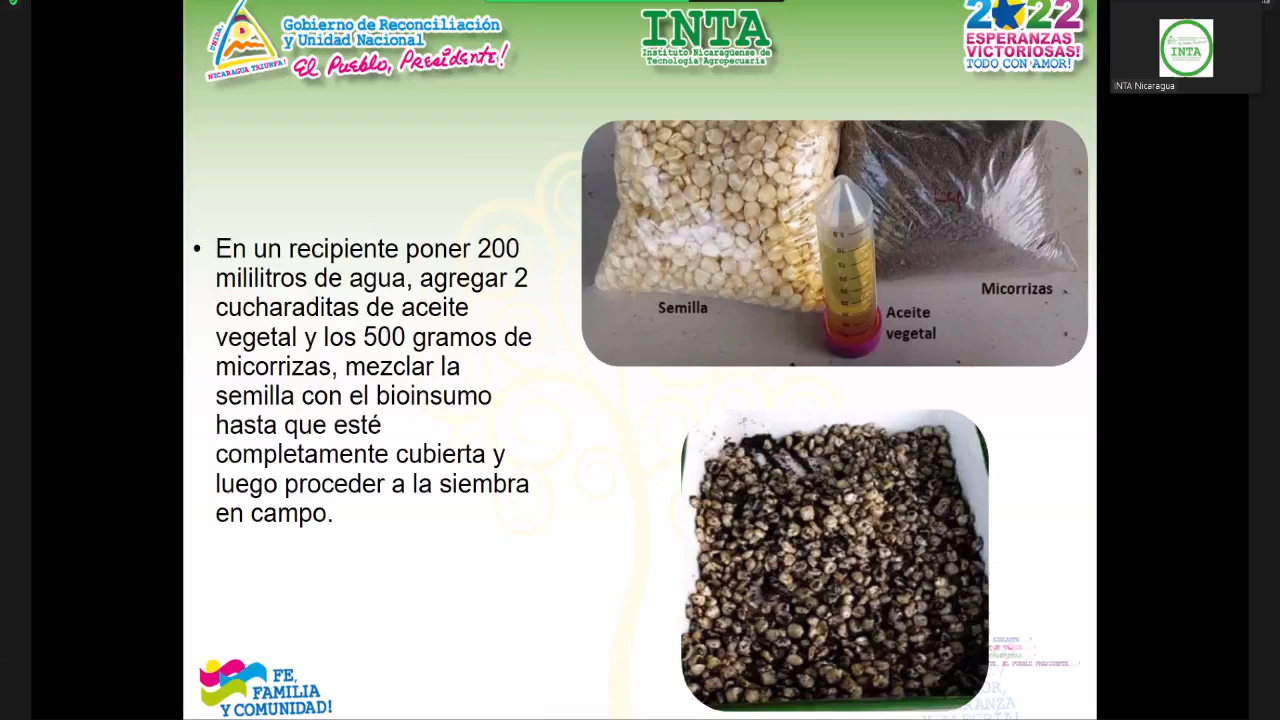 Gobierno de Reconciliación
y Unidad Nacional
El Pueblo, Presidente!
UNIDA
NICARAGUA TRIUNFA!
INTA
Instituto Nicaragüense de
Tecnología Agropecuaria
2022
ESPERANZAS
VICTORIOSAS!
TODO CON AMOR!
INTA
INTA Nicaragua
• En un recipiente poner 200
mililitros de agua, agregar 2
cucharaditas de aceite
vegetal y los 500 gramos de
micorrizas, mezclar la
semilla con el bioinsumo
hasta que esté
completamente cubierta y
luego proceder a la siembra
en campo.
Semilla
Aceite
vegetal
Micorrizas
FE,
FAMILIA
Y COMUNIDAD!